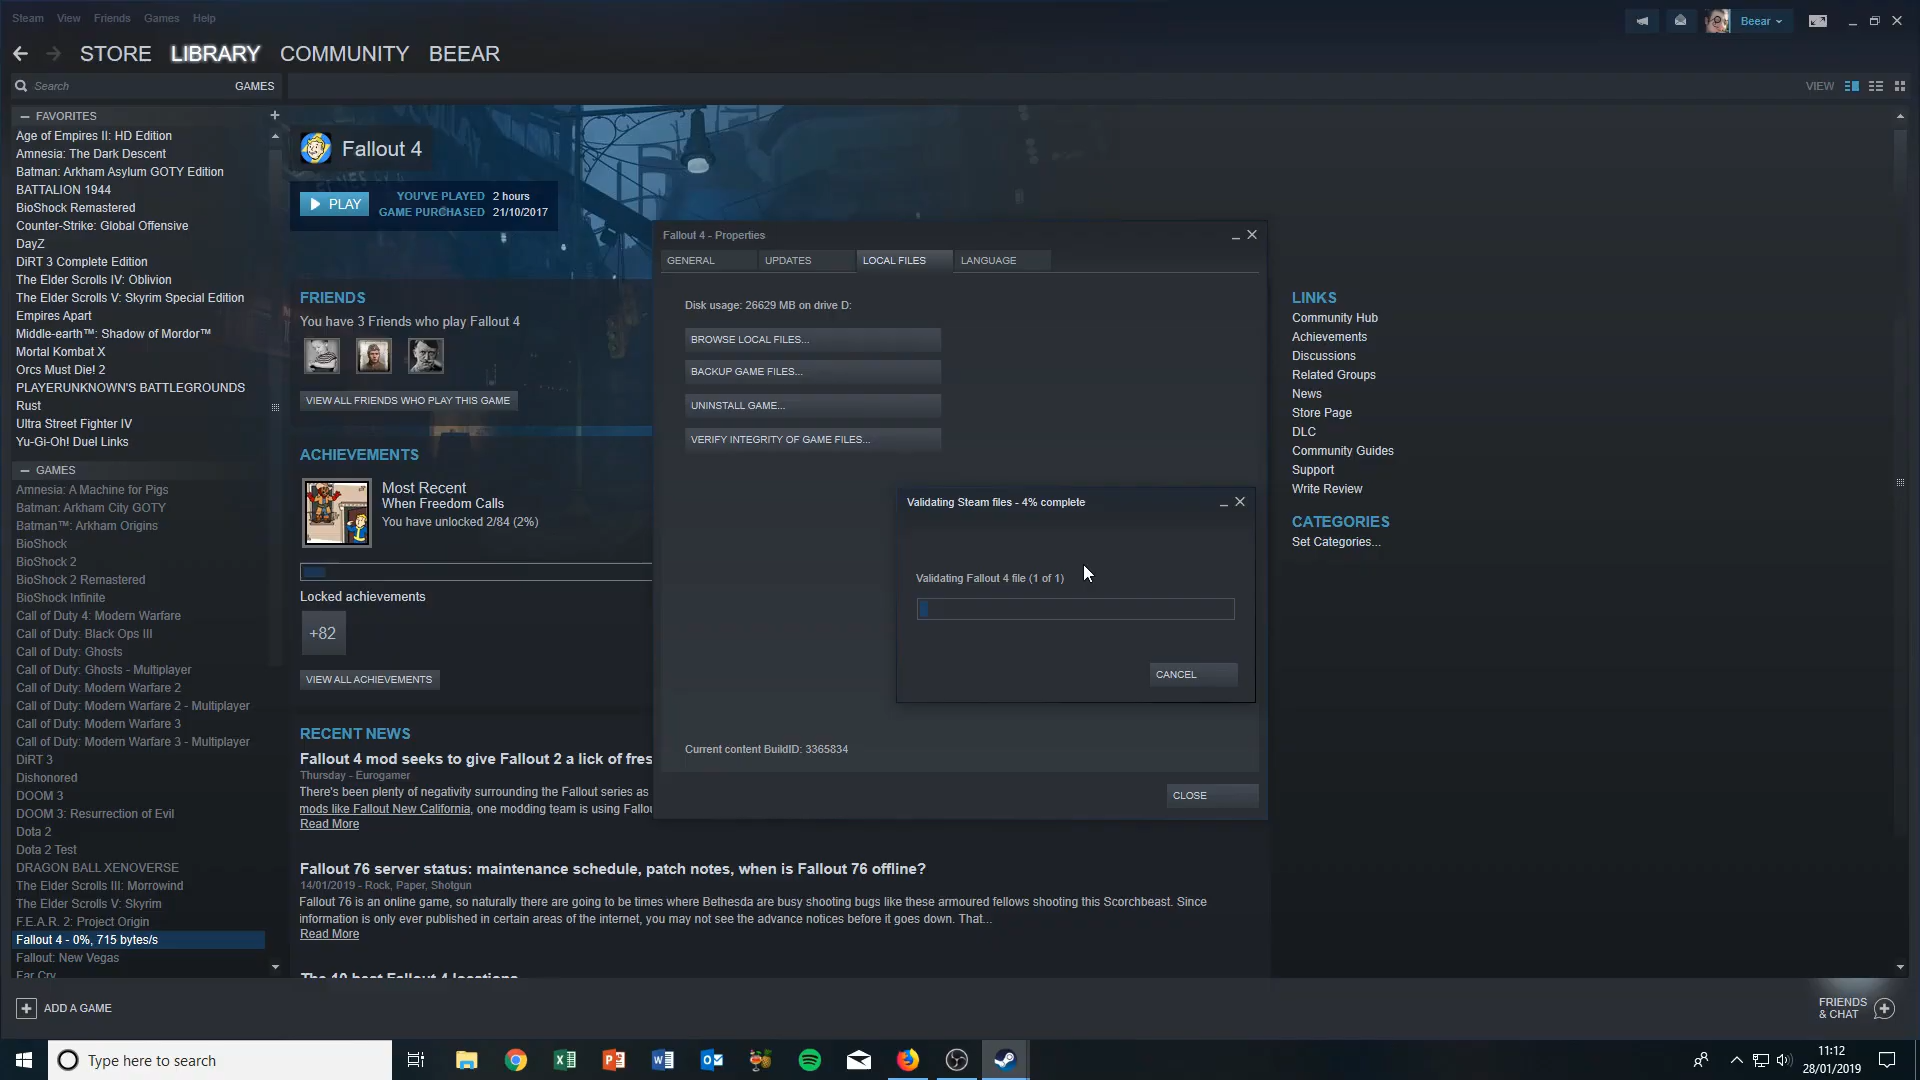 Steam View Friends Games Help
Beear
STORE LIBRARY COMMUNITY BEEAR
Search GAMES
VIEW
FAVORITES
Age of Empires II: HD Edition
Amnesia: The Dark Descent
Batman: Arkham Asylum GOTY Edition
BATTALION 1944
BioShock Remastered
Counter-Strike: Global Offensive
DayZ
DiRT 3 Complete Edition
The Elder Scrolls IV: Oblivion
The Elder Scrolls V: Skyrim Special Edition
Empires Apart
Middle-earth™: Shadow of Mordor™
Mortal Kombat X
Orcs Must Die! 2
PLAYERUNKNOWN'S BATTLEGROUNDS
Rust
Ultra Street Fighter IV
Yu-Gi-Oh! Duel Links
GAMES
Amnesia: A Machine for Pigs
Batman: Arkham City GOTY
Batman™: Arkham Origins
BioShock
BioShock 2
BioShock 2 Remastered
BioShock Infinite
Call of Duty 4: Modern Warfare
Call of Duty: Black Ops III
Call of Duty: Ghosts
Call of Duty: Ghosts - Multiplayer
Call of Duty: Modern Warfare 2
Call of Duty: Modern Warfare 2 - Multiplayer
Call of Duty: Modern Warfare 3
Call of Duty: Modern Warfare 3 - Multiplayer
DiRT 3
Dishonored
DOOM 3
DOOM 3: Resurrection of Evil
Dota 2
Dota 2 Test
DRAGON BALL XENOVERSE
The Elder Scrolls III: Morrowind
The Elder Scrolls V: Skyrim
F.E.A.R. 2: Project Origin
Fallout 4 - 0%, 715 bytes/s
Fallout: New Vegas
Far Cry
ADD A GAME
Fallout 4
PLAY
YOU'VE PLAYED 2 hours
GAME PURCHASED 21/10/2017
FRIENDS
You have 3 Friends who play Fallout 4
VIEW ALL FRIENDS WHO PLAY THIS GAME
ACHIEVEMENTS
Most Recent
When Freedom Calls
You have unlocked 2/84 (2%)
Locked achievements
+82
VIEW ALL ACHIEVEMENTS
RECENT NEWS
Fallout 4 mod seeks to give Fallout 2 a lick of fres
Thursday - Eurogamer
There's been plenty of negativity surrounding the Fallout series as
mods like Fallout New California, one modding team is using Fallou
Read More
Fallout 76 server status: maintenance schedule, patch notes, when is Fallout 76 offline?
14/01/2019 - Rock, Paper, Shotgun
Fallout 76 is an online game, so naturally there are going to be times where Bethesda are busy shooting bugs like these armoured fellows shooting this Scorchbeast. Since
information is only ever published in certain areas of the internet, you may not see the advance notices before it goes down. That...
Read More
The 10 best Fallout 4 locations
Fallout 4 - Properties
GENERAL UPDATES LOCAL FILES LANGUAGE
Disk usage: 26629 MB on drive D:
BROWSE LOCAL FILES...
BACKUP GAME FILES...
UNINSTALL GAME...
VERIFY INTEGRITY OF GAME FILES...
Validating Steam files - 4% complete
Validating Fallout 4 file (1 of 1)
CANCEL
Current content BuildID: 3365834
CLOSE
LINKS
Community Hub
Achievements
Discussions
Related Groups
News
Store Page
DLC
Community Guides
Support
Write Review
CATEGORIES
Set Categories...
FRIENDS
& CHAT
Type here to search
11:12
28/01/2019